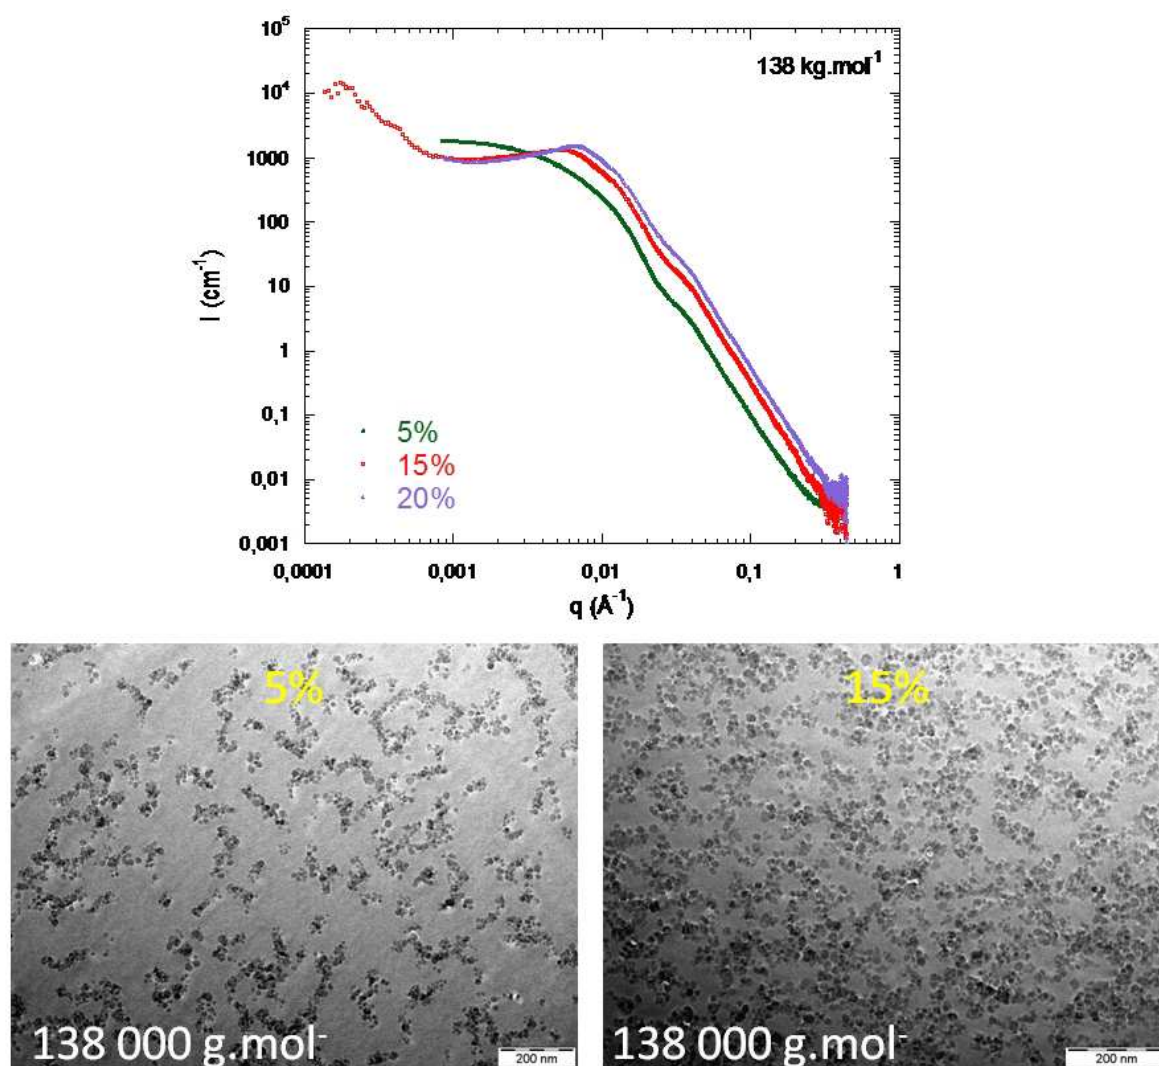 138 kg.mol⁻¹
10⁵
10⁴
1000
100
10
1
0,1
0,01
0,001
I (cm⁻¹)
5%
15%
20%
0,0001 0,001 0,01 0,1 1
q (Å⁻¹)
5%
138 000 g.mol⁻
200 nm
15%
138 000 g.mol⁻
200 nm